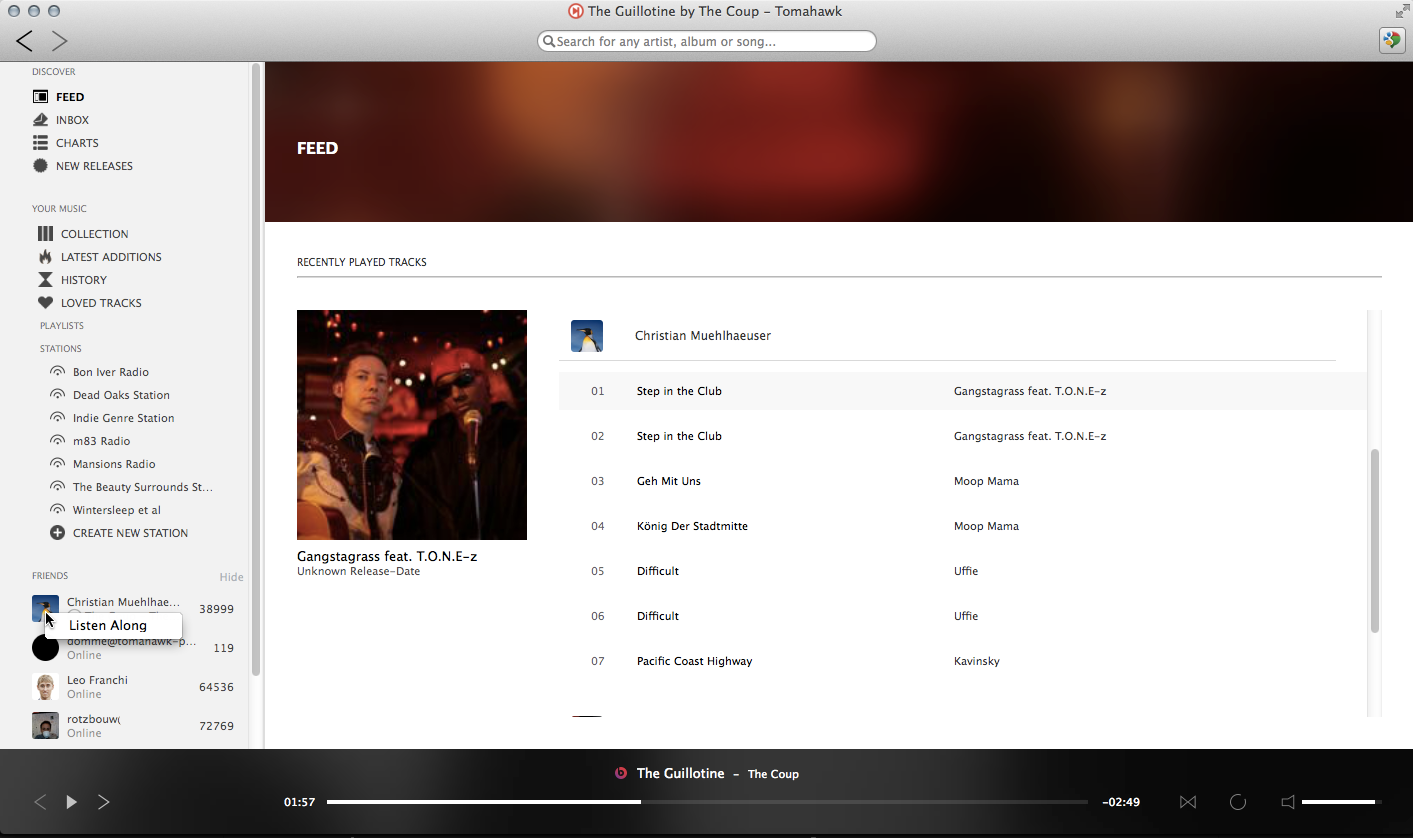 The Guillotine by The Coup – Tomahawk
Search for any artist, album or song...
DISCOVER
FEED
INBOX
CHARTS
NEW RELEASES
YOUR MUSIC
COLLECTION
LATEST ADDITIONS
HISTORY
LOVED TRACKS
PLAYLISTS
STATIONS
Bon Iver Radio
Dead Oaks Station
Indie Genre Station
m83 Radio
Mansions Radio
The Beauty Surrounds St...
Wintersleep et al
CREATE NEW STATION
FRIENDS Hide
Christian Muehlhae... 38999
Listen Along
domme@tomahawk-p... 119
Online
Leo Franchi 64536
Online
rotzbouw( 72769
Online
FEED
RECENTLY PLAYED TRACKS
Gangstagrass feat. T.O.N.E-z
Unknown Release-Date
Christian Muehlhaeuser
01 Step in the Club Gangstagrass feat. T.O.N.E-z
02 Step in the Club Gangstagrass feat. T.O.N.E-z
03 Geh Mit Uns Moop Mama
04 König Der Stadtmitte Moop Mama
05 Difficult Uffie
06 Difficult Uffie
07 Pacific Coast Highway Kavinsky
The Guillotine – The Coup
01:57 -02:49